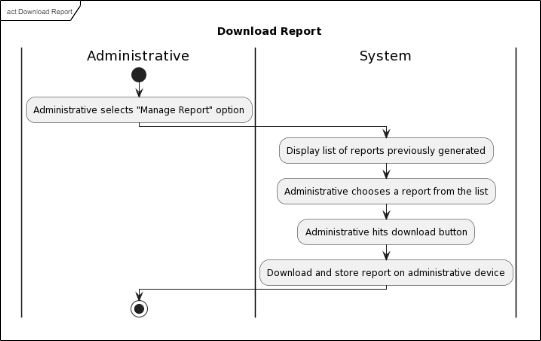 act Download Report
Download Report
Administrative
System
Administrative selects "Manage Report" option
Display list of reports previously generated
Administrative chooses a report from the list
Administrative hits download button
Download and store report on administrative device